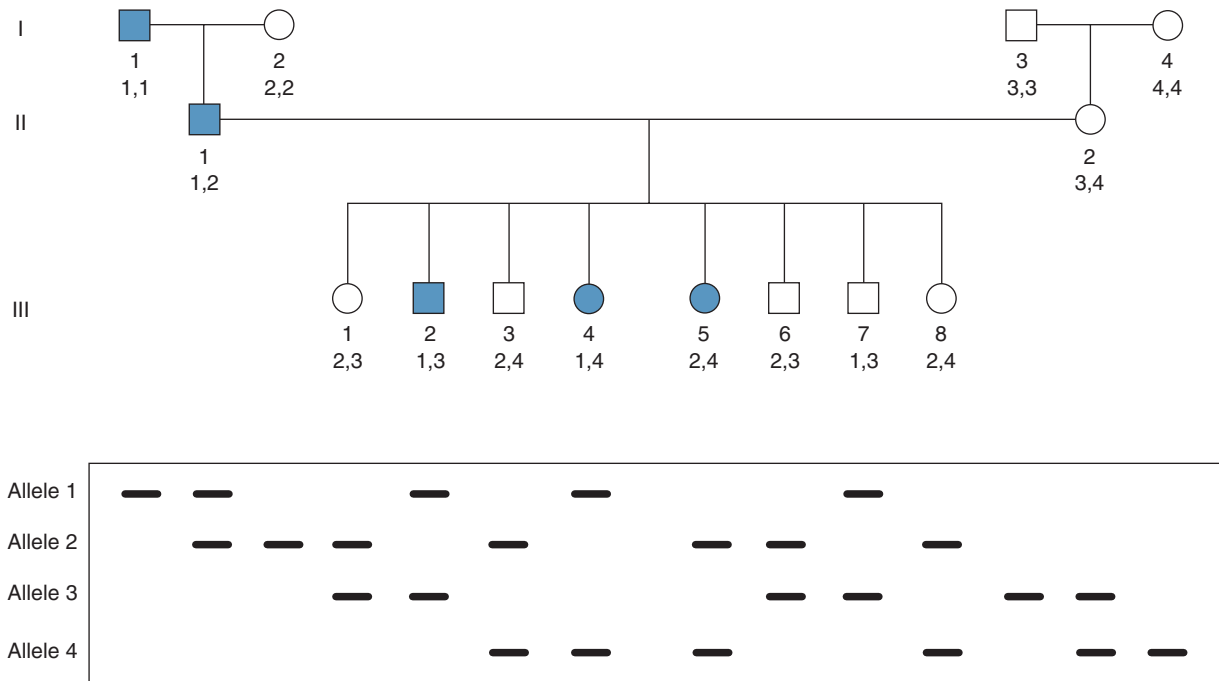 I
1 2 3 4
1,1 2,2 3,3 4,4
II
1 2
1,2 3,4
III
1 2 3 4 5 6 7 8
2,3 1,3 2,4 1,4 2,4 2,3 1,3 2,4
Allele 1
Allele 2
Allele 3
Allele 4